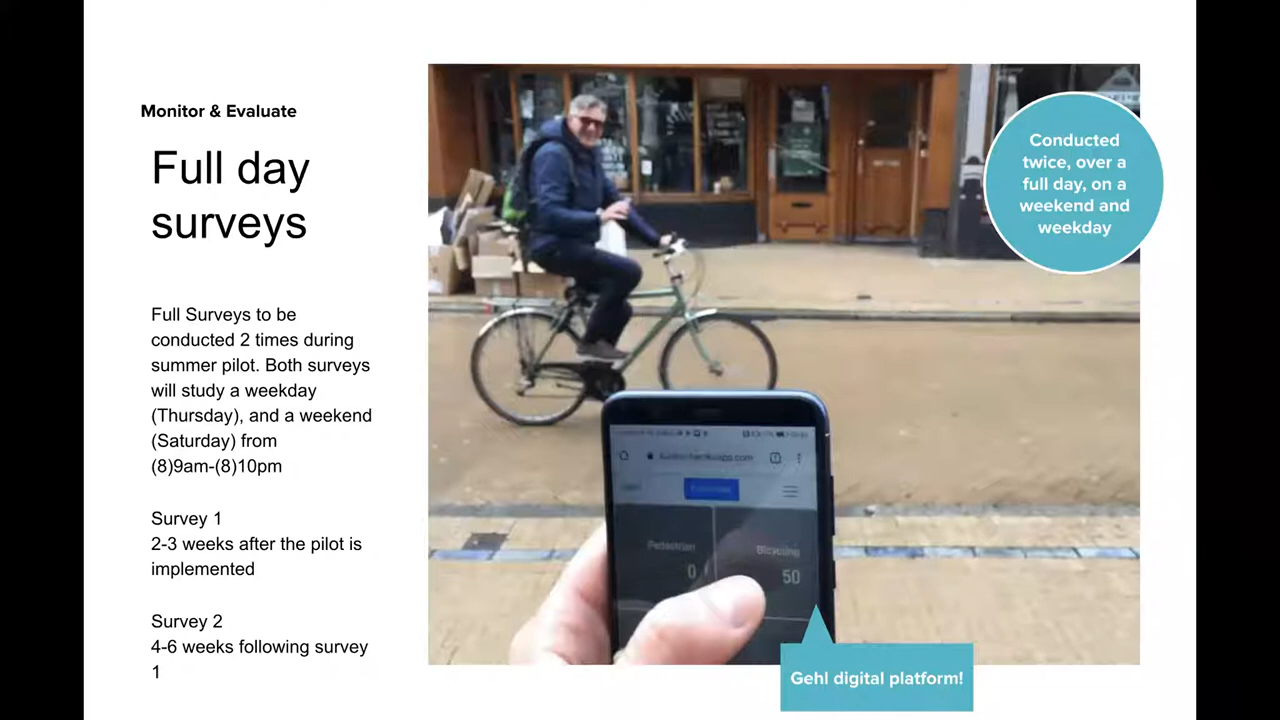 Monitor & Evaluate
Full day
surveys
Full Surveys to be
conducted 2 times during
summer pilot. Both surveys
will study a weekday
(Thursday), and a weekend
(Saturday) from
(8)9am-(8)10pm
Survey 1
2-3 weeks after the pilot is
implemented
Survey 2
4-6 weeks following survey
1
Conducted
twice, over a
full day, on a
weekend and
weekday
Pedestrian
0
Bicycling
50
Gehl digital platform!